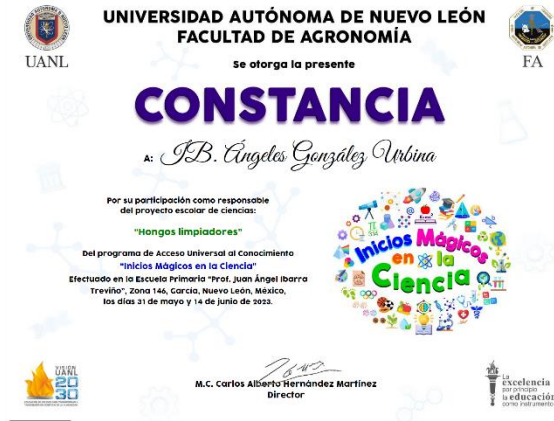 UNIVERSIDAD AUTÓNOMA DE NUEVO LEÓN
FACULTAD DE AGRONOMÍA
UANL
FA
Se otorga la presente
CONSTANCIA
A: IB. Ángeles González Urbina
Por su participación como responsable
del proyecto escolar de ciencias:
"Hongos limpiadores"
Del programa de Acceso Universal al Conocimiento
"Inicios Mágicos en la Ciencia"
Efectuado en la Escuela Primaria "Prof. Juan Ángel Ibarra
Treviño", Zona 146, García, Nuevo León, México,
los días 31 de mayo y 14 de junio de 2023.
Inicios Mágicos
en la
Ciencia
M.C. Carlos Alberto Hernández Martínez
Director
VISIÓN
UANL
20
30
La
excelencia
por principio
la educación
como instrumento